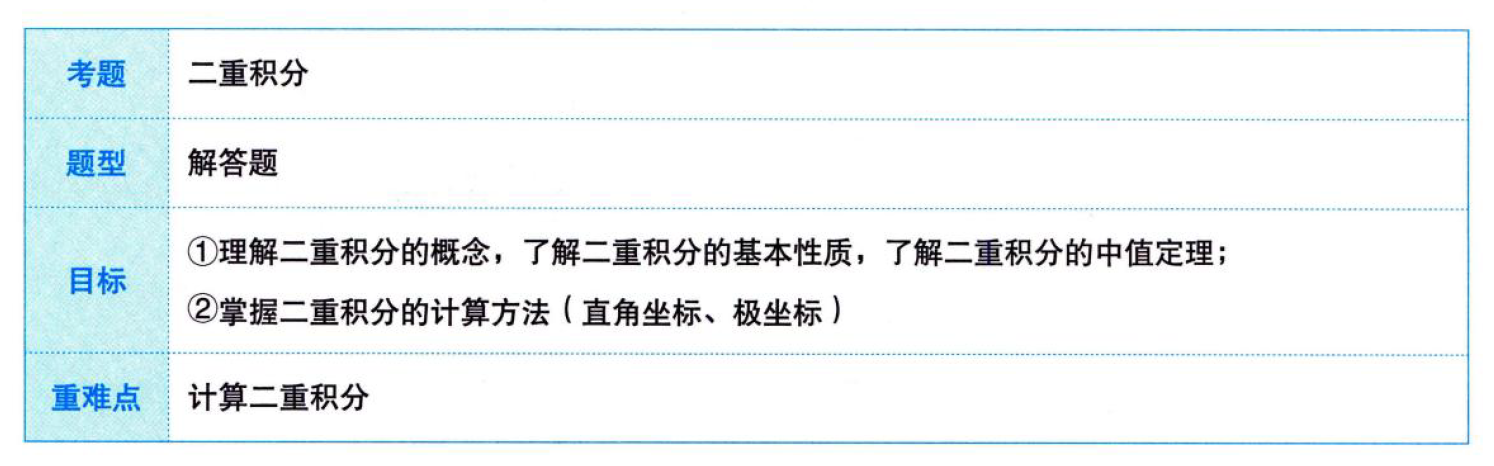 考题
二重积分
题型
解答题
目标
①理解二重积分的概念，了解二重积分的基本性质，了解二重积分的中值定理；
②掌握二重积分的计算方法（直角坐标、极坐标）
重难点
计算二重积分